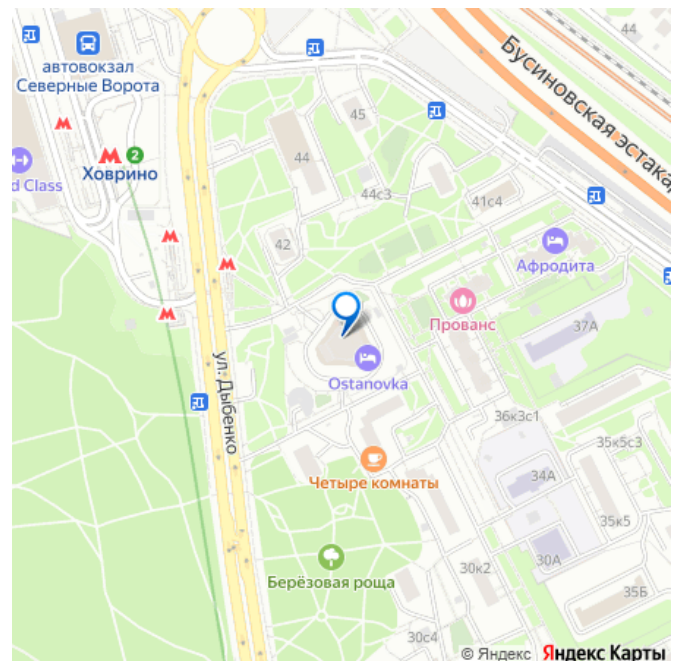 44
автовокзал
Северные Ворота
Бусиновская эстака
45
44
2
Ховрино
d Class
44с3
41с4
42
Афродита
Прованс
37А
ул. Дыбенко
Ostanovka
36к3с1
35к5с3
Четыре комнаты
34А
35к5
30А
30к2
Берёзовая роща
35Б
30с4
© Яндекс Яндекс Карты